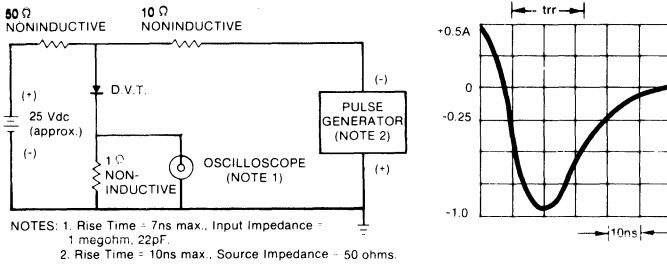 50 Ω
NONINDUCTIVE
10 Ω
NONINDUCTIVE
(+)
25 Vdc
(approx.)
(-)
D.V.T.
1 Ω
NON-
INDUCTIVE
OSCILLOSCOPE
(NOTE 1)
(-)
PULSE
GENERATOR
(NOTE 2)
(+)
NOTES: 1. Rise Time = 7ns max., Input Impedance =
1 megohm, 22pF.
2. Rise Time = 10ns max., Source Impedance = 50 ohms.
trr
+0.5A
0
-0.25
-1.0
10ns